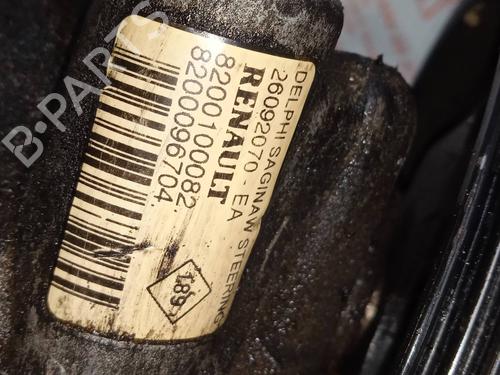 DELPHI SAGINAW STEERING
26092070 - EA
RENAULT
8200100082
8200096704
189
B-PARTS